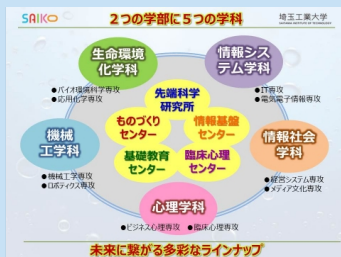 SAIKO
２つの学部に５つの学科
埼玉工業大学
SAITAMA INSTITUTE OF TECHNOLOGY
生命環境
化学科
●バイオ環境科学専攻
●応用化学専攻
情報シス
テム学科
●IT専攻
●電気電子情報専攻
先端科学
研究所
ものづくり
センター
情報基盤
センター
基礎教育
センター
臨床心理
センター
機械
工学科
●機械工学専攻
●ロボティクス専攻
情報社会
学科
●経営システム専攻
●メディア文化専攻
心理学科
●ビジネス心理専攻 ●臨床心理専攻
未来に繋がる多彩なラインナップ